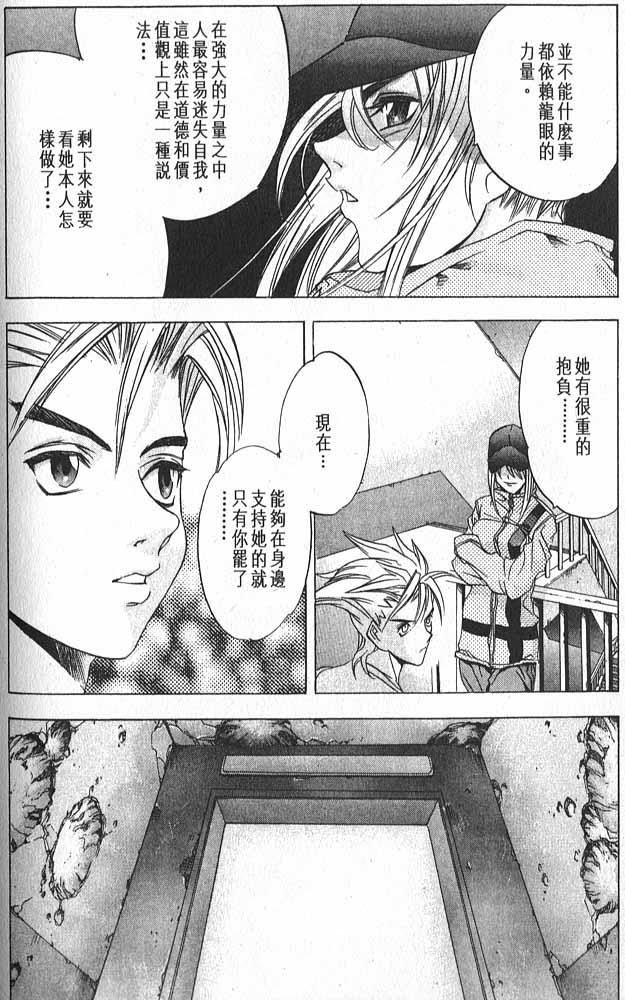 並不能什麼事
都依賴龍眼的
力量。
在強大的力量之中
人最容易迷失自我，
這雖然在道德和價
值觀上只是一種說
法…
剩下來就要
看她本人怎
樣做了…
她有很重的
抱負………
現在…
能夠在身邊
支持她的就
只有你罷了
………